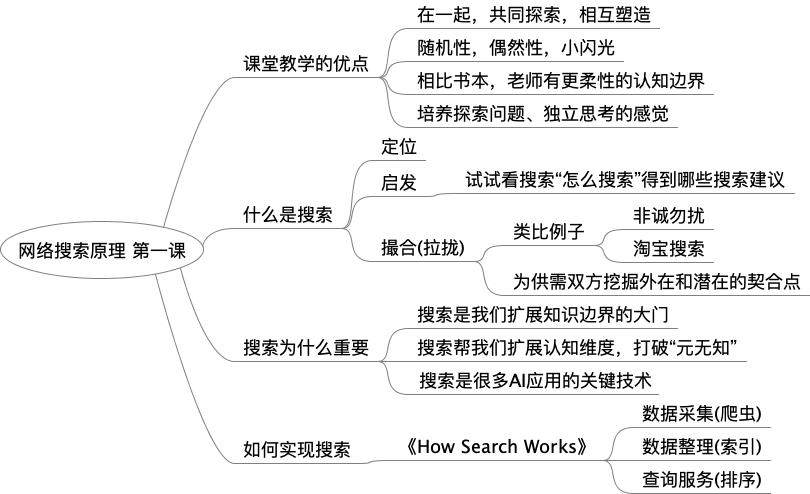 网络搜索原理 第一课
课堂教学的优点
在一起，共同探索，相互塑造
随机性，偶然性，小闪光
相比书本，老师有更柔性的认知边界
培养探索问题、独立思考的感觉
什么是搜索
定位
启发
试试看搜索“怎么搜索”得到哪些搜索建议
撮合(拉拢)
类比例子
非诚勿扰
淘宝搜索
为供需双方挖掘外在和潜在的契合点
搜索为什么重要
搜索是我们扩展知识边界的大门
搜索帮我们扩展认知维度，打破“元无知”
搜索是很多AI应用的关键技术
如何实现搜索
《How Search Works》
数据采集(爬虫)
数据整理(索引)
查询服务(排序)